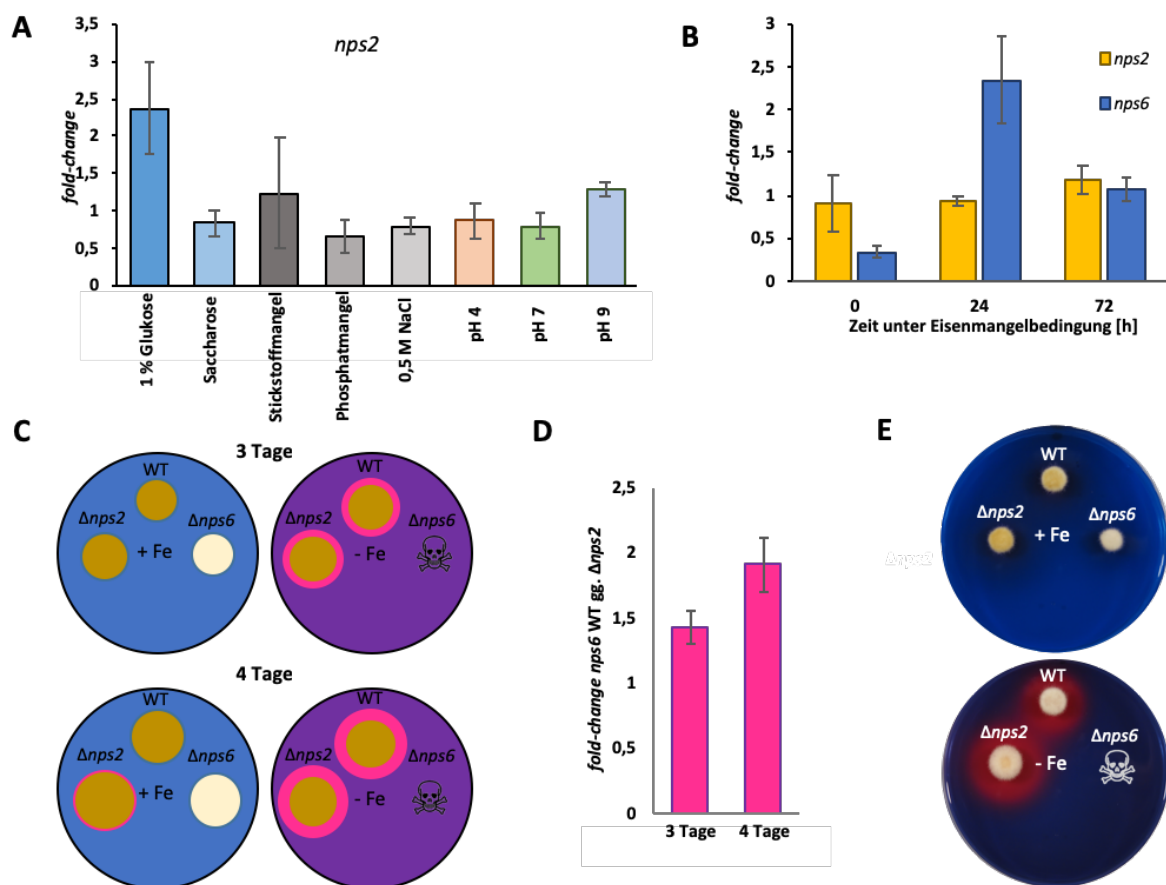 A
nps2
fold-change
3,5
3
2,5
2
1,5
1
0,5
0
1 % Glukose
Saccharose
Stickstoffmangel
Phosphatmangel
0,5 M NaCl
pH 4
pH 7
pH 9
B
nps2
nps6
fold-change
3
2,5
2
1,5
1
0,5
0
0
24
72
Zeit unter Eisenmangelbedingung [h]
C
3 Tage
WT
Δnps2
+ Fe
Δnps6
WT
Δnps2
- Fe
Δnps6
4 Tage
WT
Δnps2
+ Fe
Δnps6
WT
Δnps2
- Fe
Δnps6
D
fold-change nps6 WT gg. Δnps2
2,5
2
1,5
1
0,5
0
3 Tage
4 Tage
E
WT
Δnps2
+ Fe
Δnps6
Δnps2
WT
Δnps2
- Fe
Δnps6